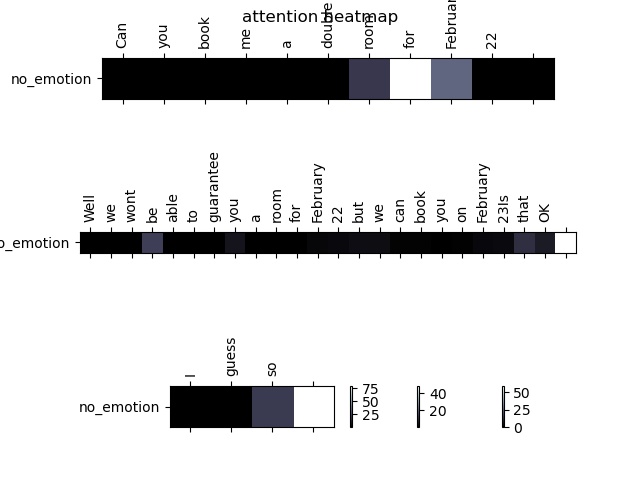 attention heatmap
Can you book me a double room for February 22
no_emotion
Well we wont be able to guarantee you a room for February 22 but we can book you on February 23Is that OK
no_emotion
I guess so
no_emotion
75 50 25
40 20
50 25 0